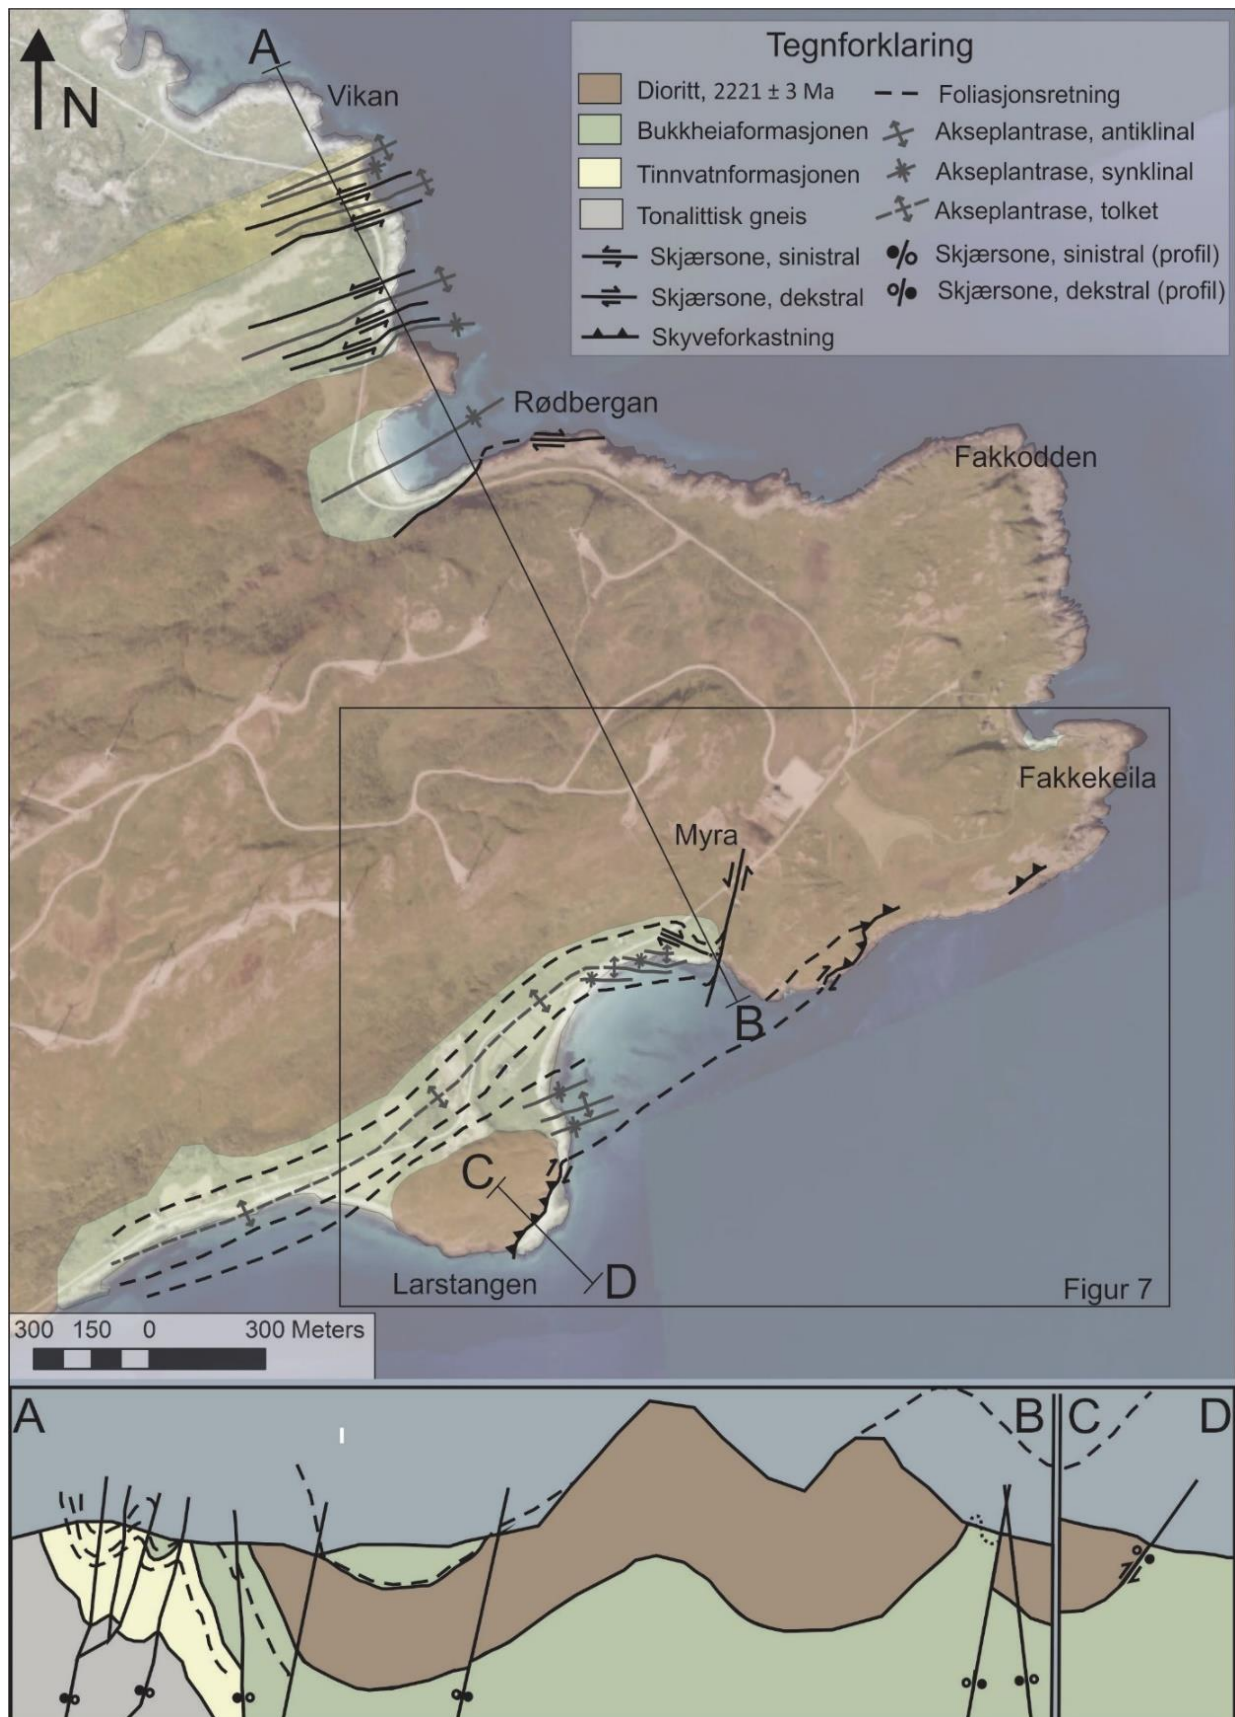 A
N
Vikan
Tegnforklaring
Dioritt, 2221 ± 3 Ma
Bukkheiaformasjonen
Tinnvatnformasjonen
Tonalittisk gneis
Skjærsone, sinistral
Skjærsone, dekstral
Skyveforkastning
Foliasjonsretning
Akseplantrase, antiklinal
Akseplantrase, synklinal
Akseplantrase, tolket
Skjærsone, sinistral (profil)
Skjærsone, dekstral (profil)
Rødbergan
Fakkodden
Fakkekeila
Myra
B
C
D
Larstangen
Figur 7
300 150 0 300 Meters
A B C D